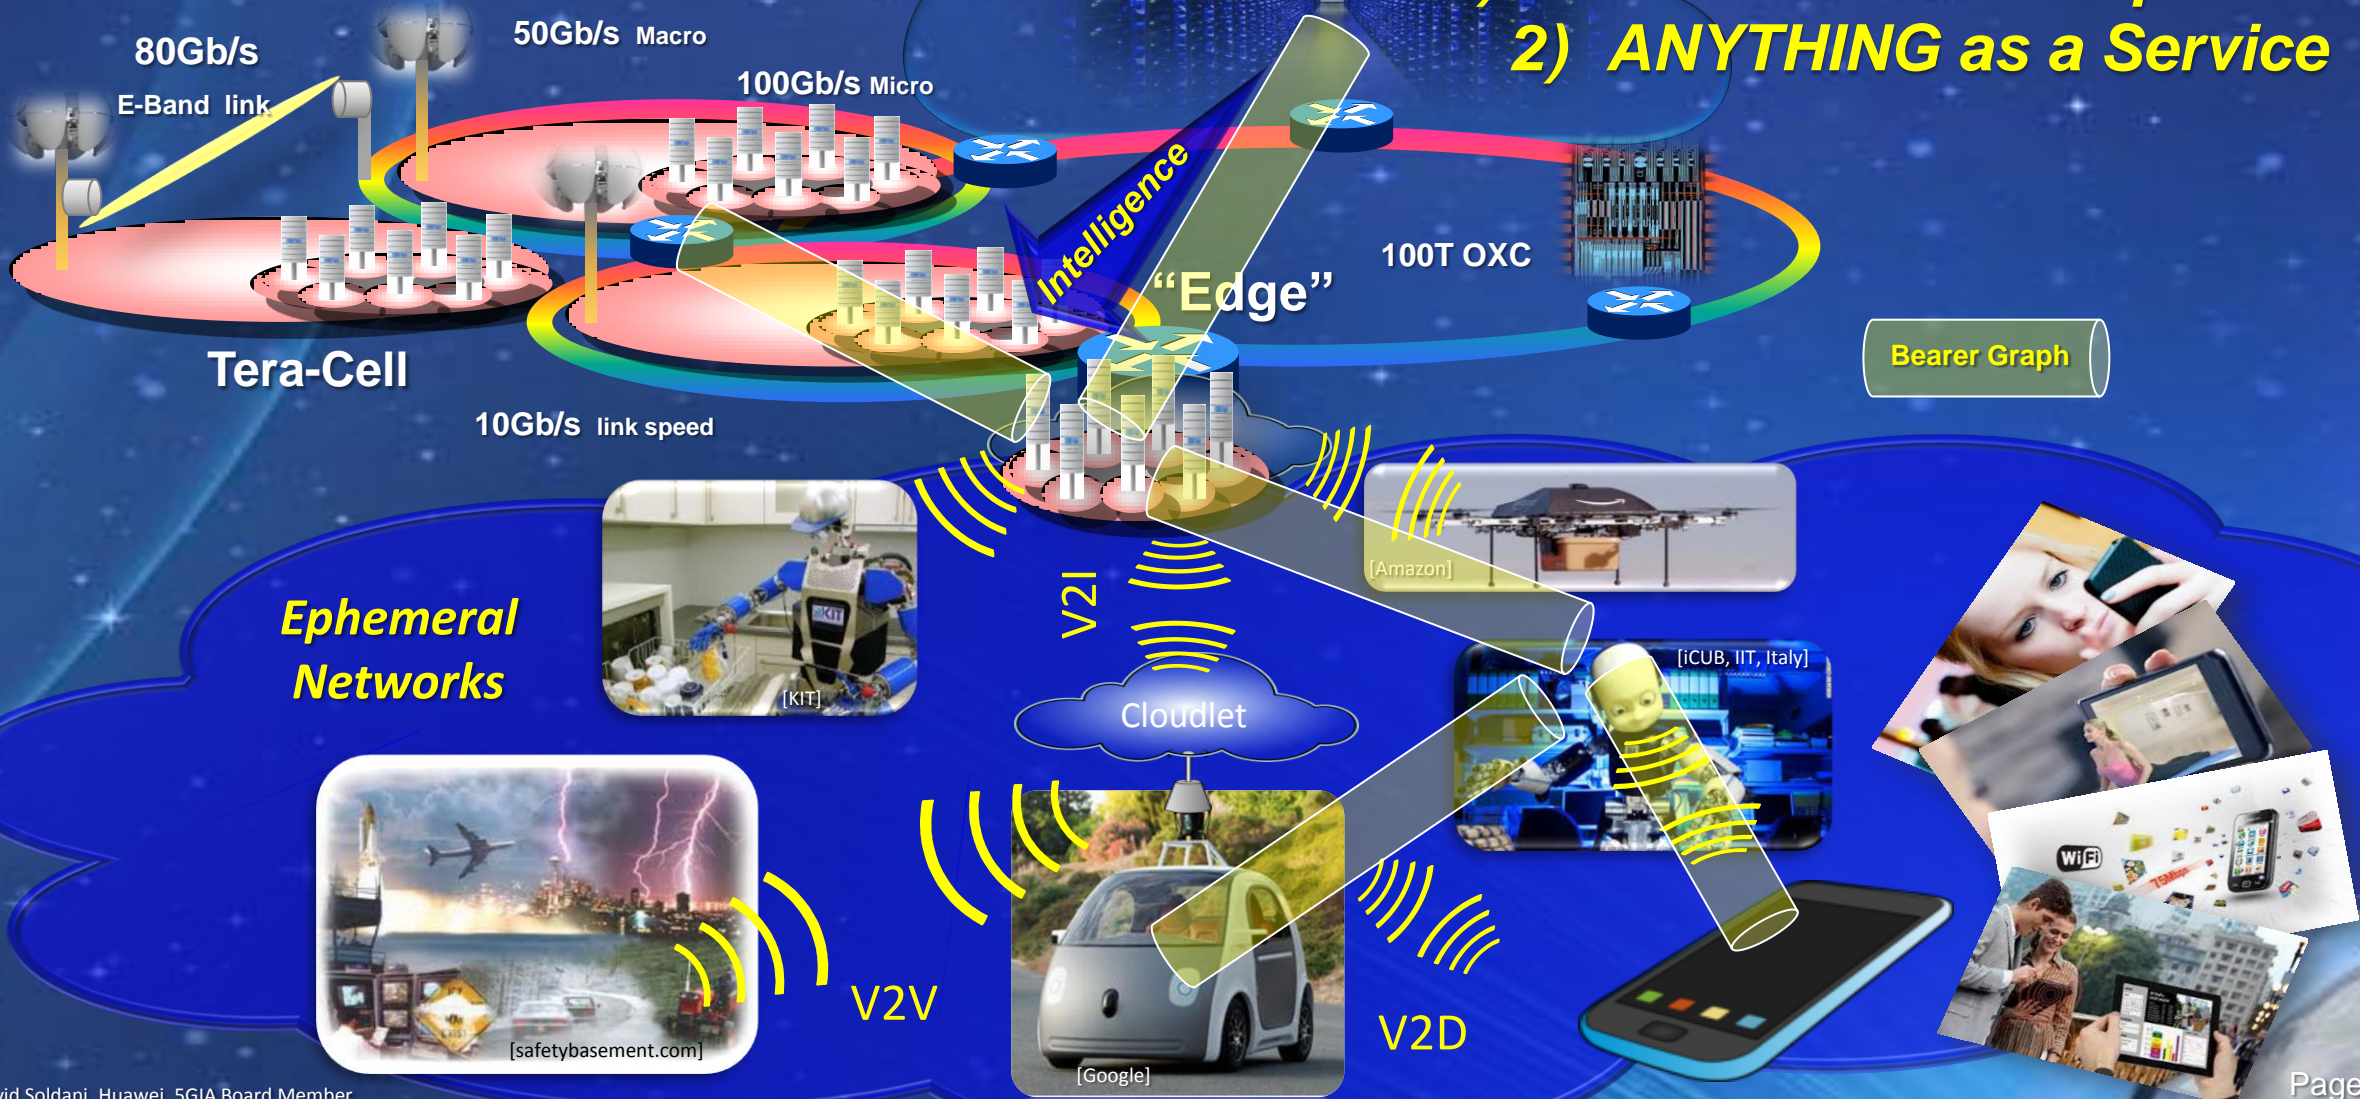 2) ANYTHING as a Service
50Gb/s Macro
80Gb/s
E-Band link
100Gb/s Micro
Intelligence
“Edge”
100T OXC
Tera-Cell
Bearer Graph
10Gb/s link speed
[Amazon]
V2I
Ephemeral
Networks
[iCUB, IIT, Italy]
KIT
[KIT]
Cloudlet
WiFi
75Mbps
V2V
V2D
[safetybasement.com]
[Google]
Soldani, Huawei, 5GIA Board Member
Page